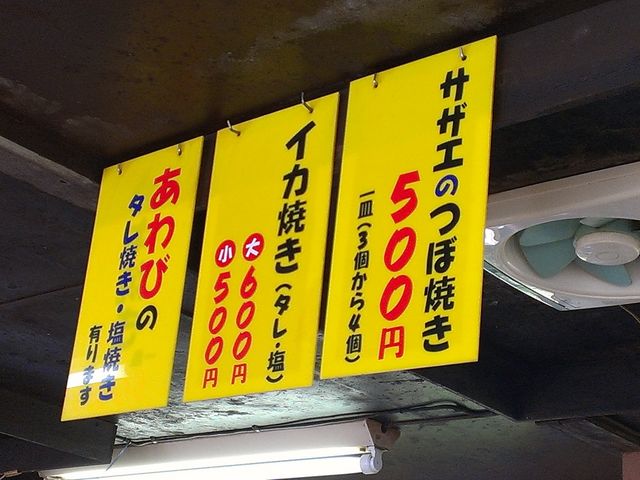 サザエのつぼ焼き
500円
一皿(3個から4個)
イカ焼き(タレ・塩)
大600円
小500円
あわびの
タレ焼き・塩焼き
有ります